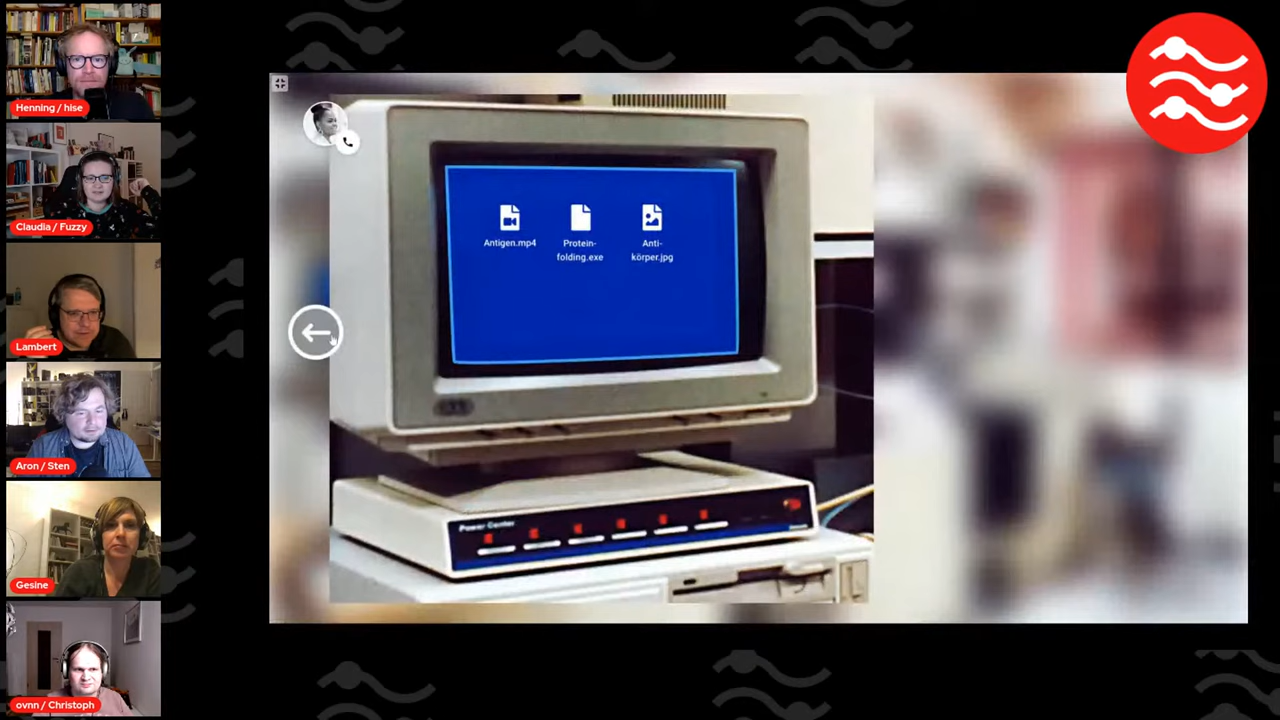 Henning / hise
Claudia / Fuzzy
Lambert
Aron / Sten
Gesine
ovnn / Christoph
Antigen.mp4
Protein-
folding.exe
Anti-
körper.jpg
Power Center